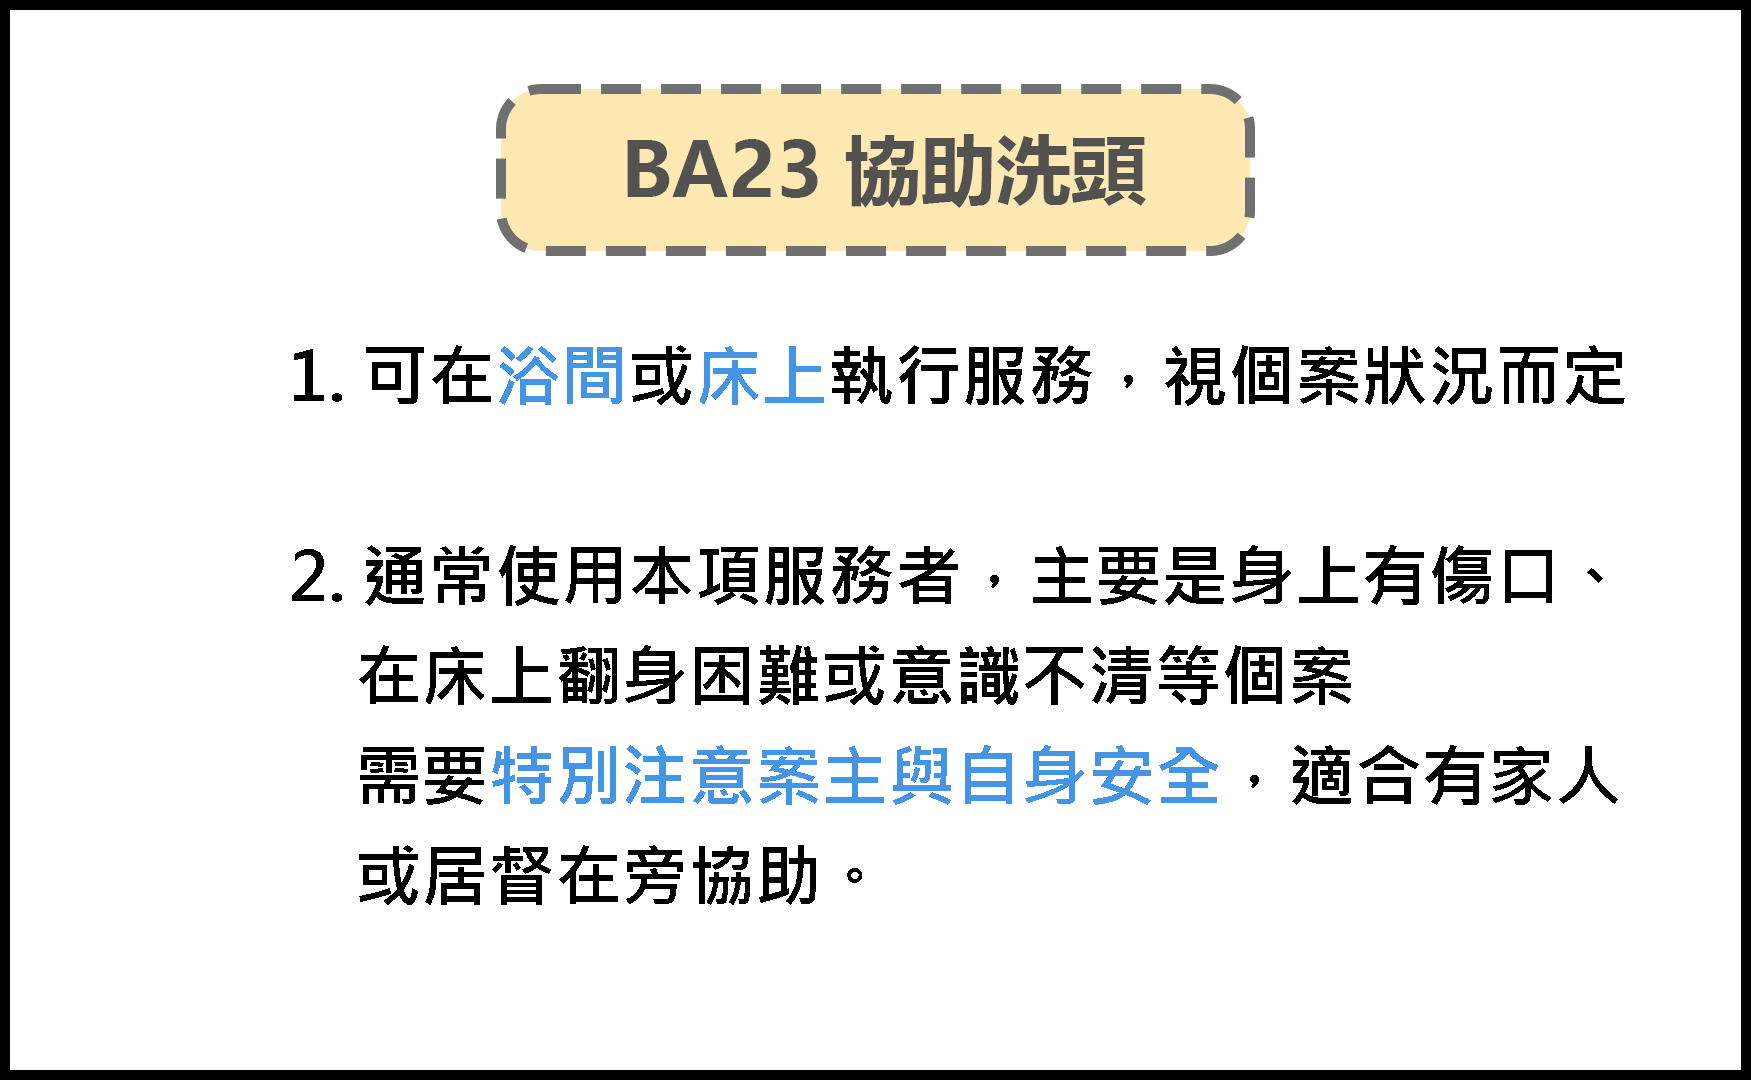 BA23 協助洗頭
1. 可在浴間或床上執行服務，視個案狀況而定
2. 通常使用本項服務者，主要是身上有傷口、
在床上翻身困難或意識不清等個案
需要特別注意案主與自身安全，適合有家人
或居督在旁協助。